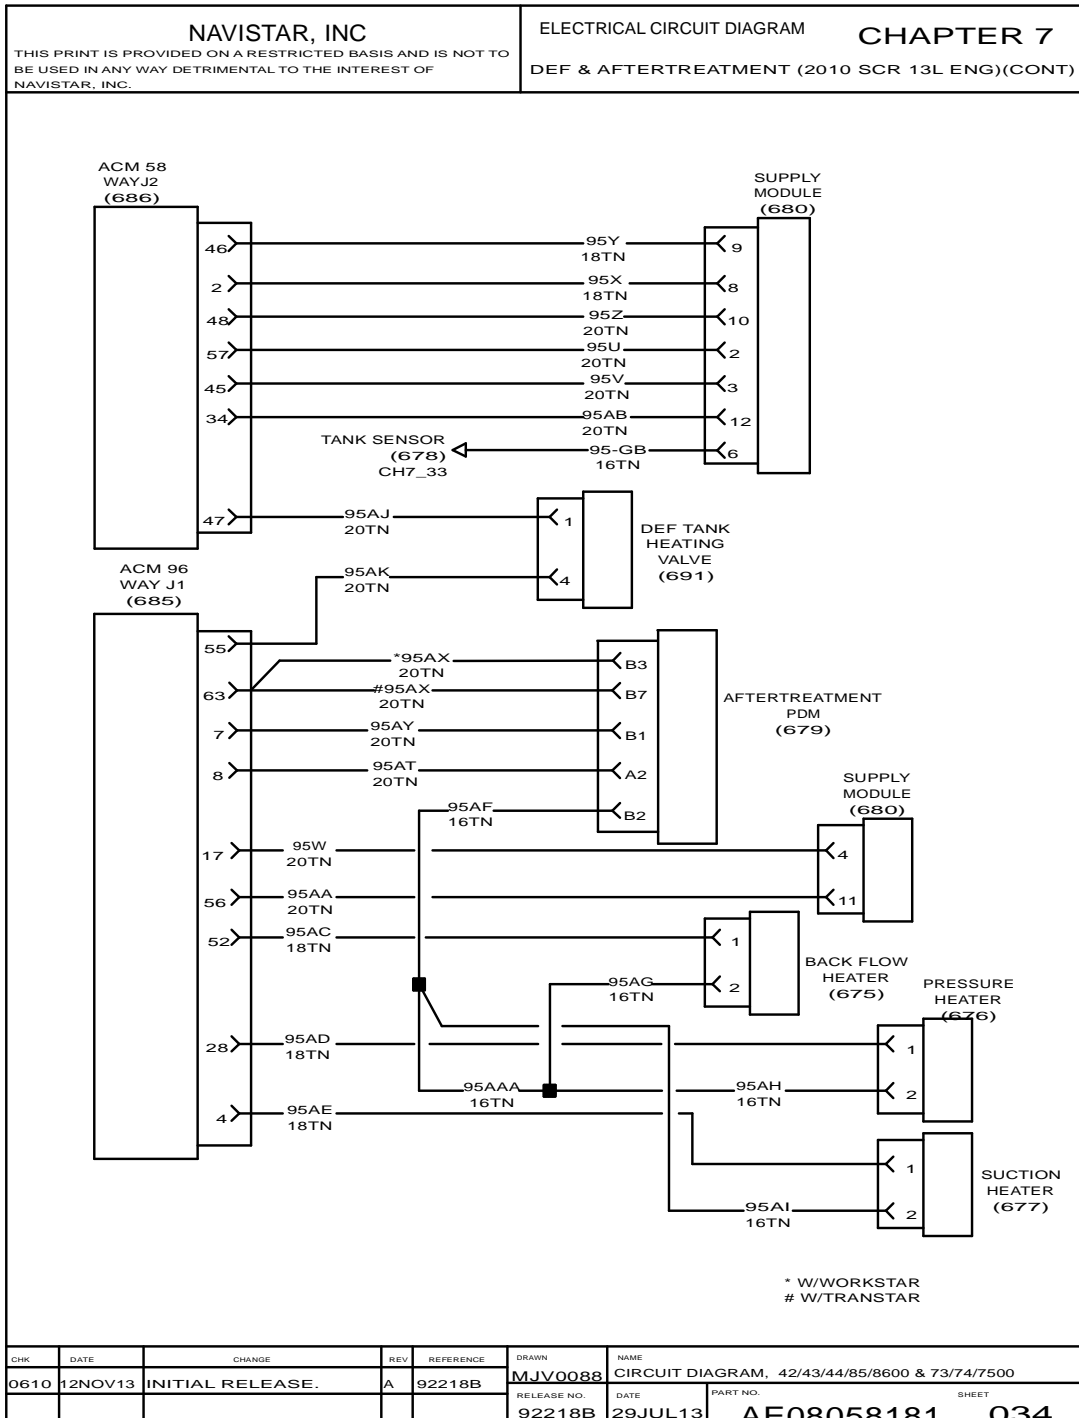 NAVISTAR, INC
THIS PRINT IS PROVIDED ON A RESTRICTED BASIS AND IS NOT TO
BE USED IN ANY WAY DETRIMENTAL TO THE INTEREST OF
NAVISTAR, INC.
ELECTRICAL CIRCUIT DIAGRAM
CHAPTER 7
DEF & AFTERTREATMENT (2010 SCR 13L ENG)(CONT)
ACM 58
WAYJ2
(686)
SUPPLY
MODULE
(680)
46
95Y
18TN
9
2
95X
18TN
8
48
95Z
20TN
10
57
95U
20TN
2
45
95V
20TN
3
34
95AB
20TN
12
TANK SENSOR
(678)
CH7_33
95-GB
16TN
6
47
95AJ
20TN
1
DEF TANK
HEATING
VALVE
(691)
ACM 96
WAY J1
(685)
95AK
20TN
4
55
*95AX
20TN
B3
63
#95AX
20TN
B7
AFTERTREATMENT
PDM
(679)
7
95AY
20TN
B1
8
95AT
20TN
A2
95AF
16TN
B2
SUPPLY
MODULE
(680)
17
95W
20TN
4
56
95AA
20TN
11
52
95AC
18TN
1
BACK FLOW
HEATER
(675)
95AG
16TN
2
PRESSURE
HEATER
(676)
28
95AD
18TN
1
95AAA
16TN
95AH
16TN
2
4
95AE
18TN
1
SUCTION
HEATER
(677)
95AI
16TN
2
* W/WORKSTAR
# W/TRANSTAR
CHK
DATE
CHANGE
REV
REFERENCE
DRAWN
NAME
0610
12NOV13
INITIAL RELEASE.
A
92218B
MJV0088
CIRCUIT DIAGRAM, 42/43/44/85/8600 & 73/74/7500
RELEASE NO.
DATE
PART NO.
SHEET
92218B
29JUL13
AF08058181
034